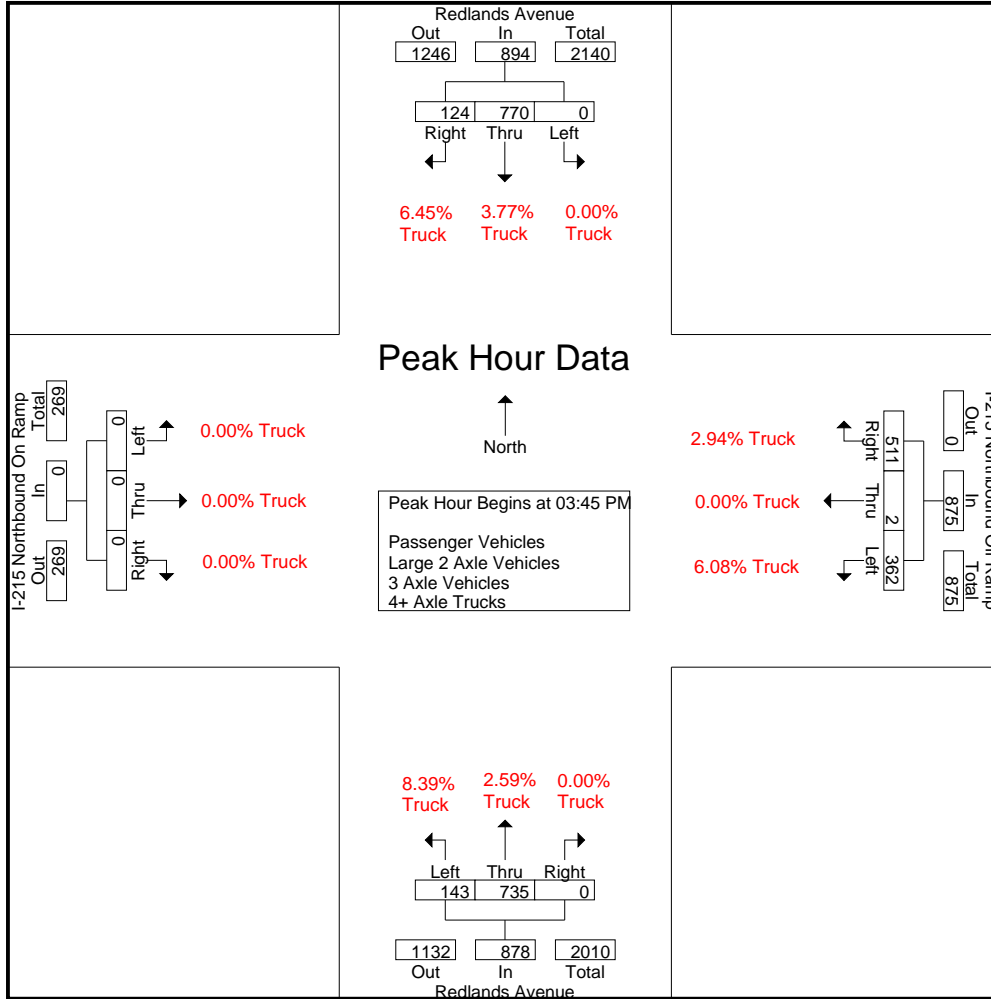 Redlands Avenue
Out In Total
1246 894 2140
124 770 0
Right Thru Left
6.45% Truck
3.77% Truck
0.00% Truck
Peak Hour Data
North
Peak Hour Begins at 03:45 PM
Passenger Vehicles
Large 2 Axle Vehicles
3 Axle Vehicles
4+ Axle Trucks
I-215 Northbound On Ramp
Out In Total
269 0 269
Left Thru Right
0 0 0
0.00% Truck
0.00% Truck
0.00% Truck
I-215 Northbound Off Ramp
Out In Total
0 875 875
Right Thru Left
511 2 362
2.94% Truck
0.00% Truck
6.08% Truck
8.39% Truck
2.59% Truck
0.00% Truck
Left Thru Right
143 735 0
1132 878 2010
Out In Total
Redlands Avenue